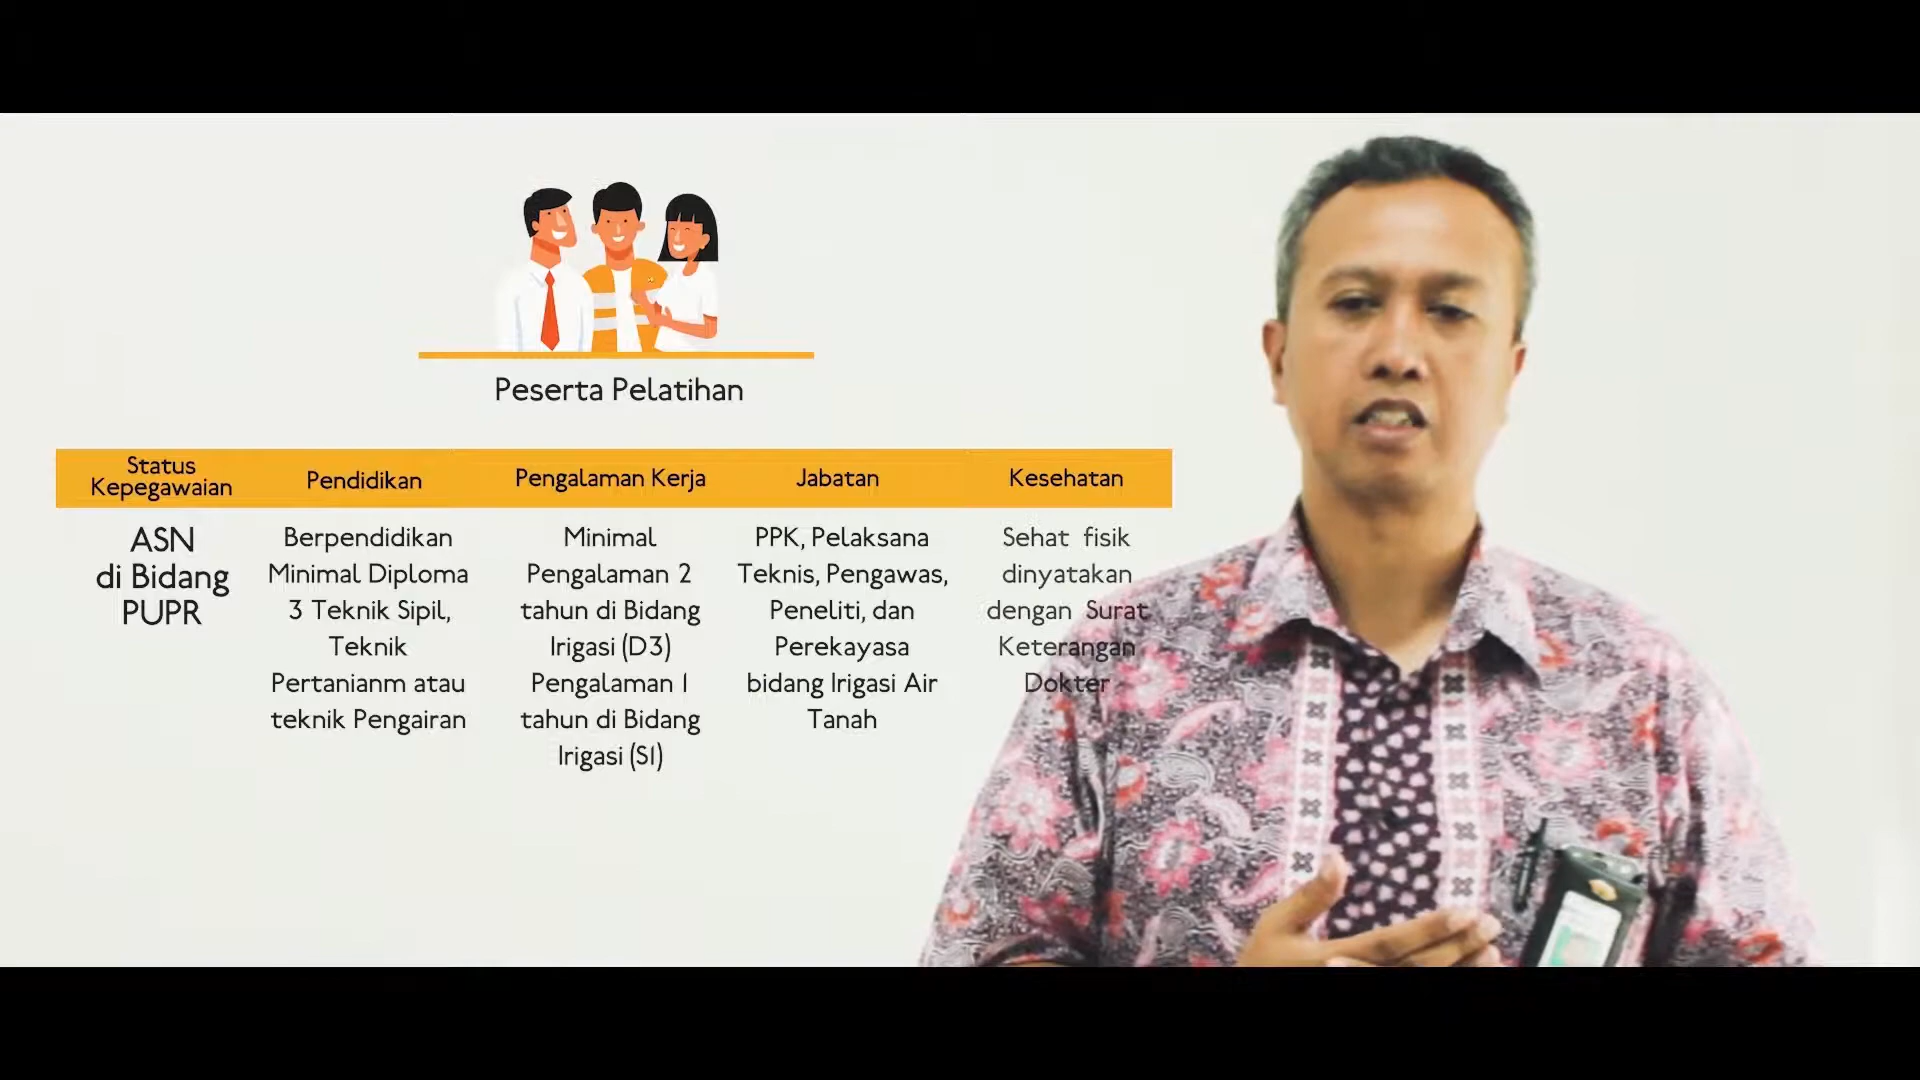 Peserta Pelatihan
Status
Kepegawaian
Pendidikan
Pengalaman Kerja
Jabatan
Kesehatan
ASN
di Bidang
PUPR
Berpendidikan
Minimal Diploma
3 Teknik Sipil,
Teknik
Pertanianm atau
teknik Pengairan
Minimal
Pengalaman 2
tahun di Bidang
Irigasi (D3)
Pengalaman 1
tahun di Bidang
Irigasi (S1)
PPK, Pelaksana
Teknis, Pengawas,
Peneliti, dan
Perekayasa
bidang Irigasi Air
Tanah
Sehat fisik
dinyatakan
dengan Surat
Keterangan
Dokter